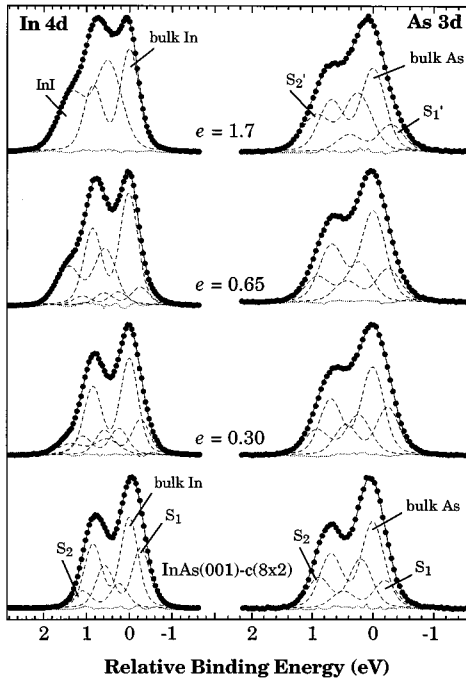 In 4d
As 3d
bulk In
InI
bulk As
S2'
S1'
e = 1.7
e = 0.65
e = 0.30
bulk In
S1
S2
InAs(001)-c(8x2)
bulk As
S2
S1
2 1 0 -1 2 1 0 -1
Relative Binding Energy (eV)